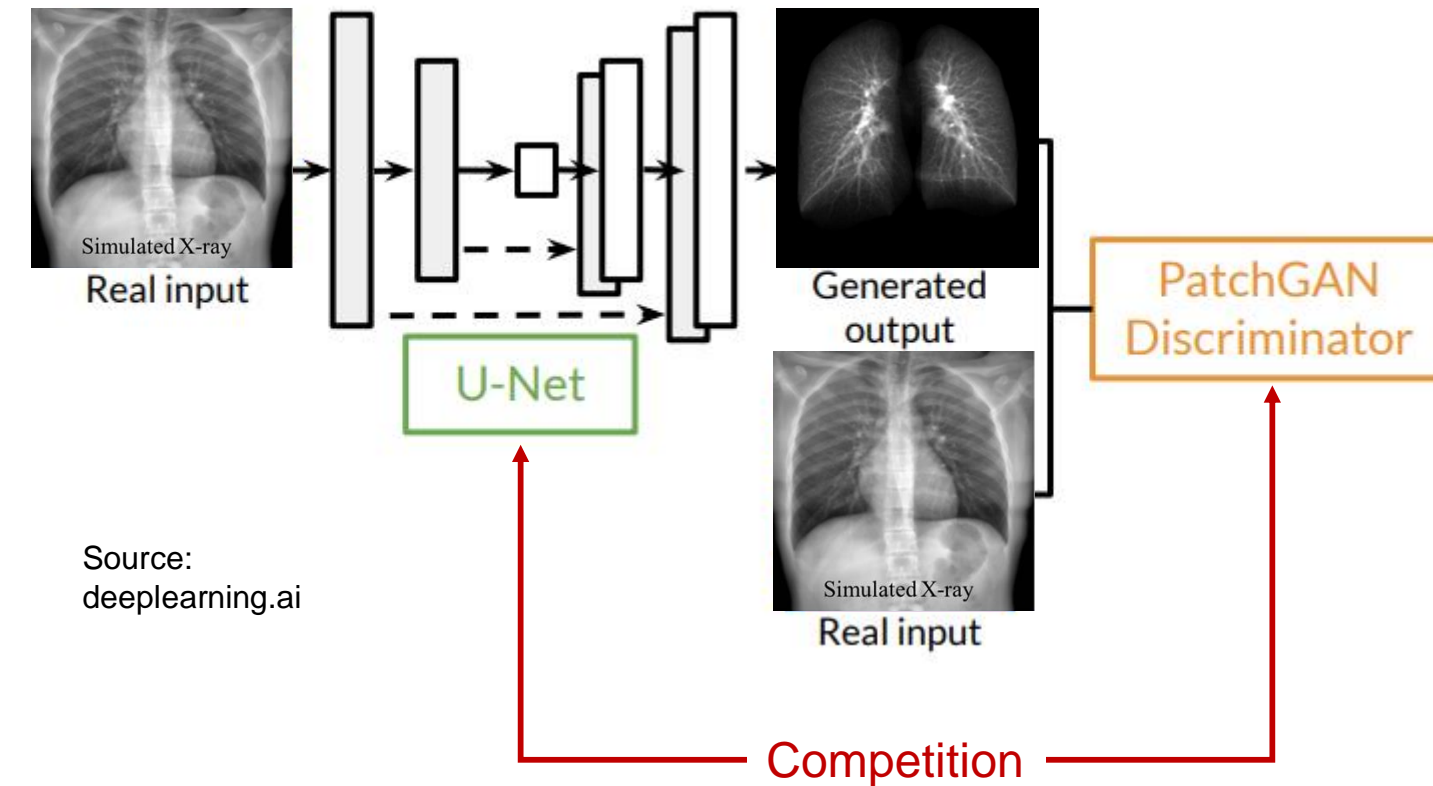 Simulated X-ray
Real input
U-Net
Generated
output
PatchGAN
Discriminator
Simulated X-ray
Real input
Source:
deeplearning.ai
Competition